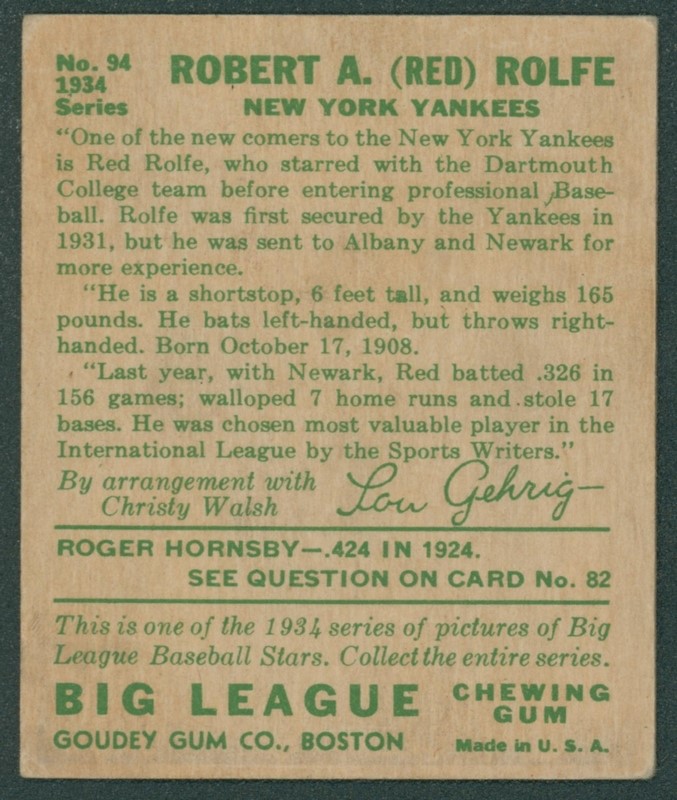 No. 94
1934
Series
ROBERT A. (RED) ROLFE
NEW YORK YANKEES
"One of the new comers to the New York Yankees
is Red Rolfe, who starred with the Dartmouth
College team before entering professional Base-
ball. Rolfe was first secured by the Yankees in
1931, but he was sent to Albany and Newark for
more experience.
"He is a shortstop, 6 feet tall, and weighs 165
pounds. He bats left-handed, but throws right-
handed. Born October 17, 1908.
"Last year, with Newark, Red batted .326 in
156 games; walloped 7 home runs and stole 17
bases. He was chosen most valuable player in the
International League by the Sports Writers."
By arrangement with
Christy Walsh
Lou Gehrig
ROGER HORNSBY—.424 IN 1924.
SEE QUESTION ON CARD No. 82
This is one of the 1934 series of pictures of Big
League Baseball Stars. Collect the entire series.
BIG LEAGUE
CHEWING
GUM
GOUDEY GUM CO., BOSTON
Made in U. S. A.